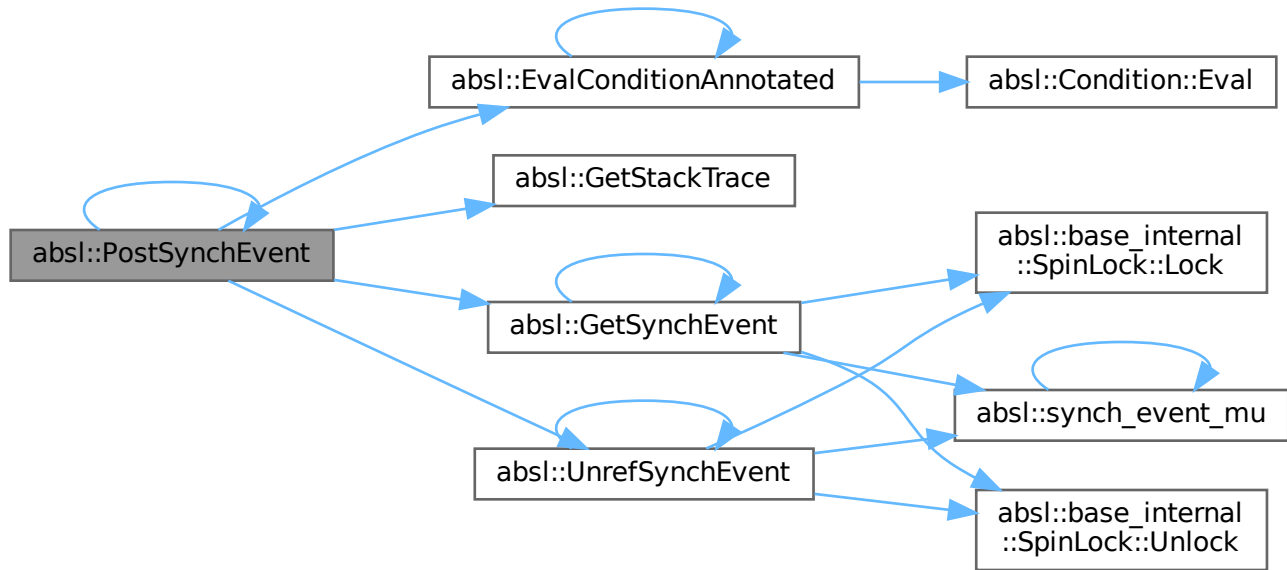 absl::EvalConditionAnnotated
absl::Condition::Eval
absl::GetStackTrace
absl::PostSynchEvent
absl::base_internal
::SpinLock::Lock
absl::GetSynchEvent
absl::synch_event_mu
absl::UnrefSynchEvent
absl::base_internal
::SpinLock::Unlock